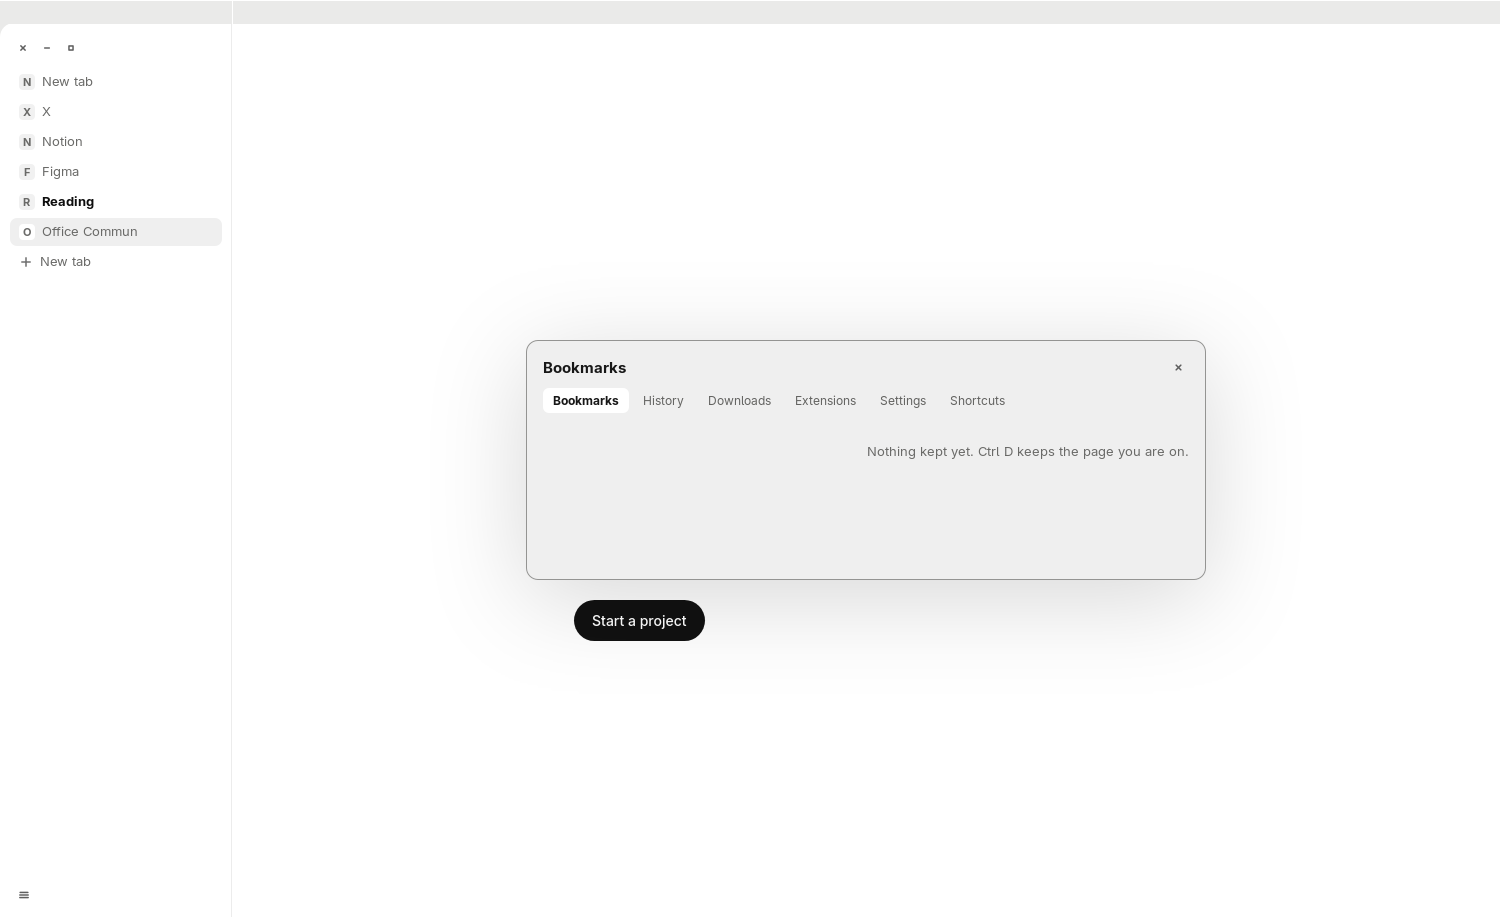 N New tab
X X
N Notion
F Figma
R Reading
O Office Commun
+ New tab
Bookmarks
Bookmarks History Downloads Extensions Settings Shortcuts
Nothing kept yet. Ctrl D keeps the page you are on.
Start a project